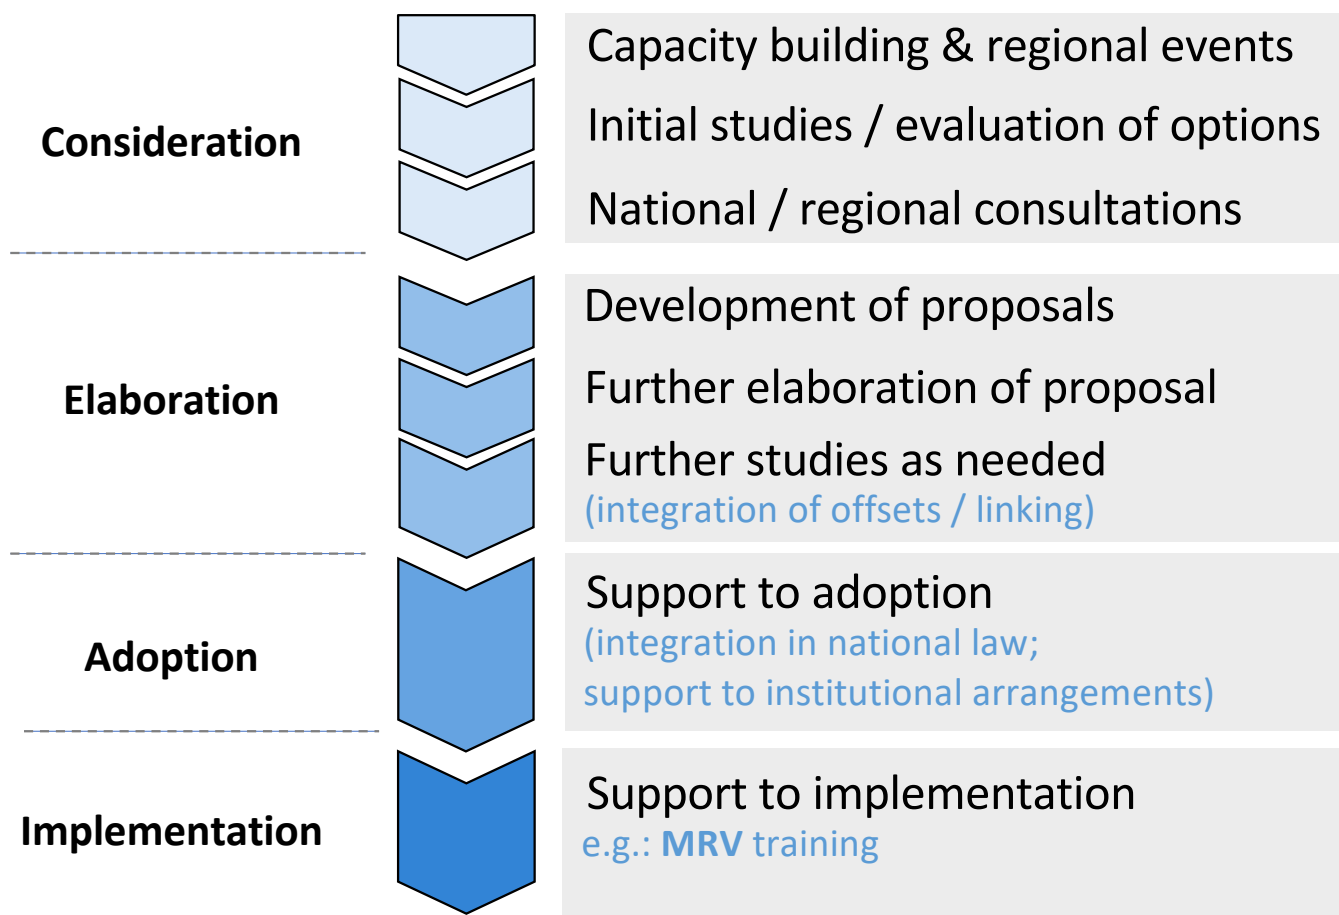 Consideration
Capacity building & regional events
Initial studies / evaluation of options
National / regional consultations
Elaboration
Development of proposals
Further elaboration of proposal
Further studies as needed
(integration of offsets / linking)
Adoption
Support to adoption
(integration in national law;
support to institutional arrangements)
Implementation
Support to implementation
e.g.: MRV training